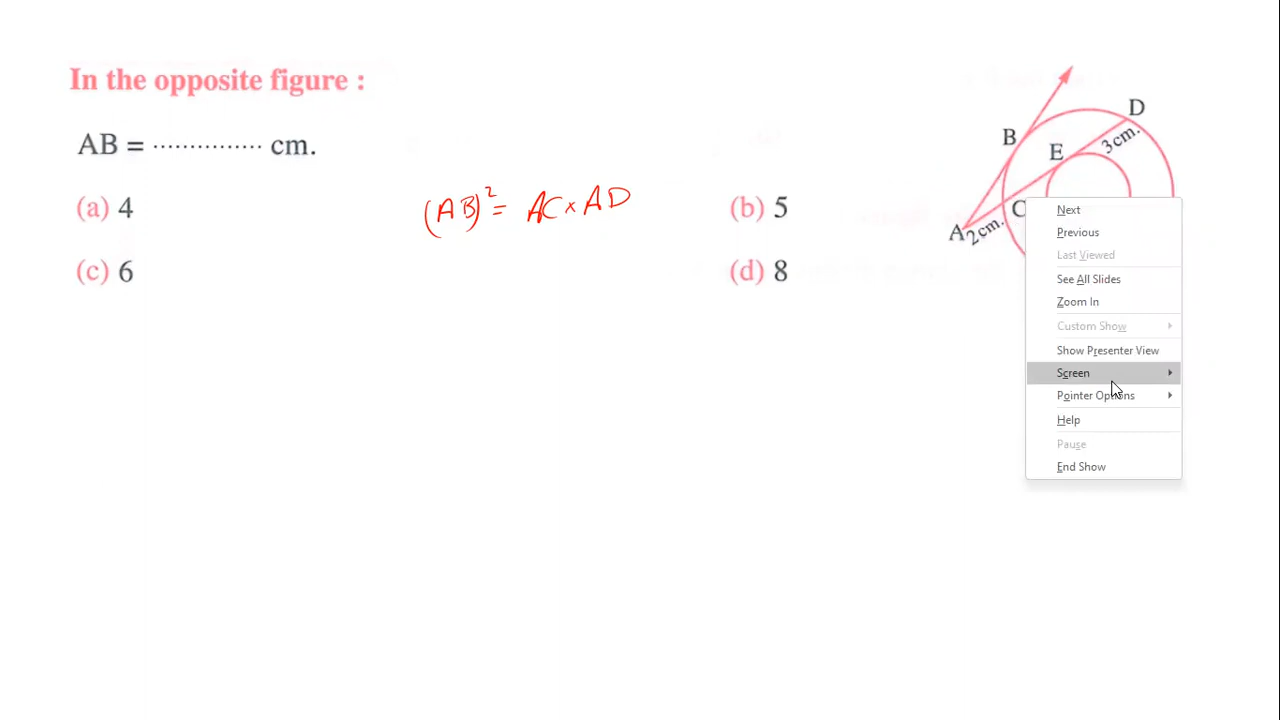 In the opposite figure :
AB = ............... cm.
(a) 4
(AB)² = AC × AD
(b) 5
(c) 6
(d) 8
D
B
3cm.
E
C
A
2cm.
Next
Previous
Last Viewed
See All Slides
Zoom In
Custom Show
Show Presenter View
Screen
Pointer Options
Help
Pause
End Show